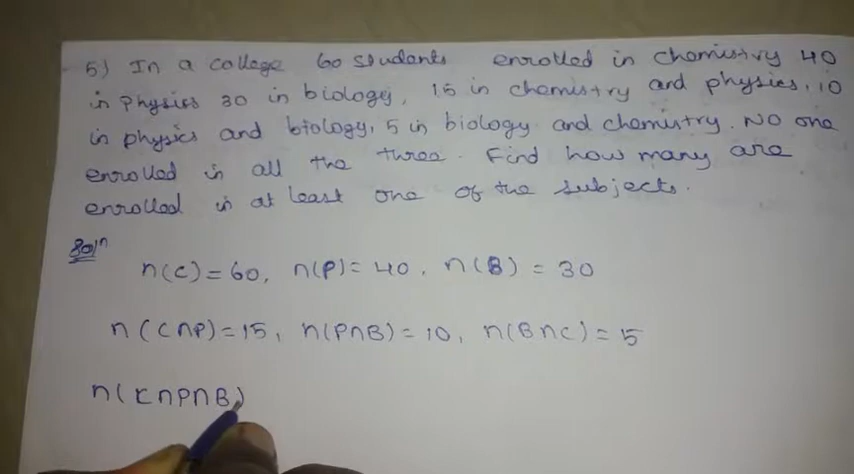 5) In a college 60 students enrolled in chemistry 40
in physics 30 in biology, 15 in chemistry and physics, 10
in physics and biology, 5 in biology and chemistry. No one
enrolled in all the three. Find how many are
enrolled in at least one of the subjects.
Soln
n(C) = 60, n(P) = 40, n(B) = 30
n(C∩P) = 15, n(P∩B) = 10, n(B∩C) = 5
n(C∩P∩B)